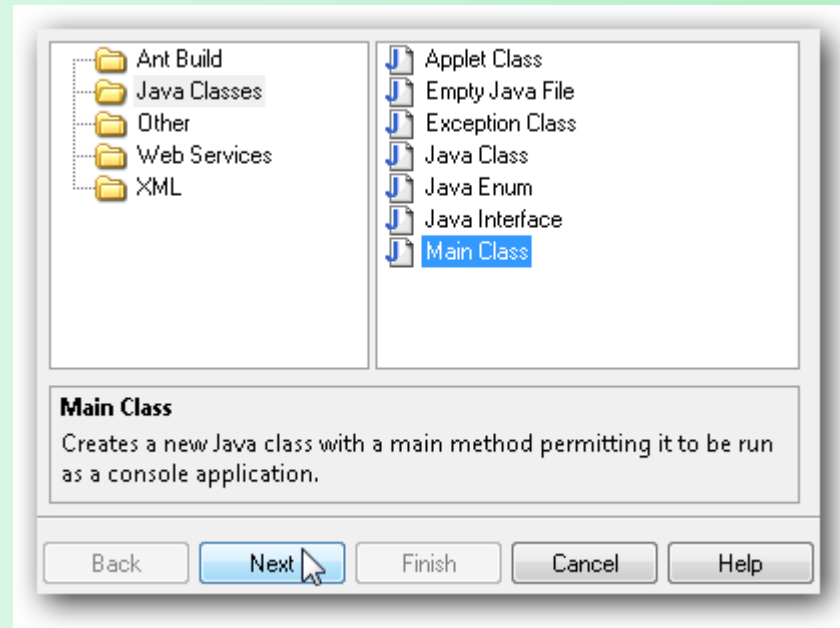 Ant Build
Java Classes
Other
Web Services
XML
Applet Class
Empty Java File
Exception Class
Java Class
Java Enum
Java Interface
Main Class
Main Class
Creates a new Java class with a main method permitting it to be run
as a console application.
Back
Next
Finish
Cancel
Help